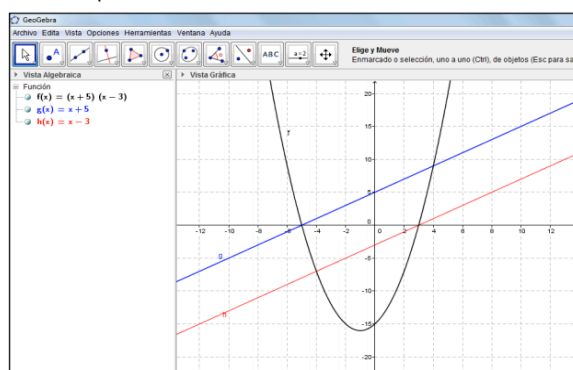 GeoGebra
Archivo Edita Vista Opciones Herramientas Ventana Ayuda
A
ABC
a=2
Elige y Mueve
Enmarcado o selección, uno a uno (Ctrl), de objetos (Esc para sa
Vista Algebraica
Vista Gráfica
Función
f(x) = (x + 5) (x − 3)
g(x) = x + 5
h(x) = x − 3
20
15
10
5
0
-12 -10 -8 -6 -4 -2 0 2 4 6 8 10 12
-5
-10
-15
-20
f
g
h